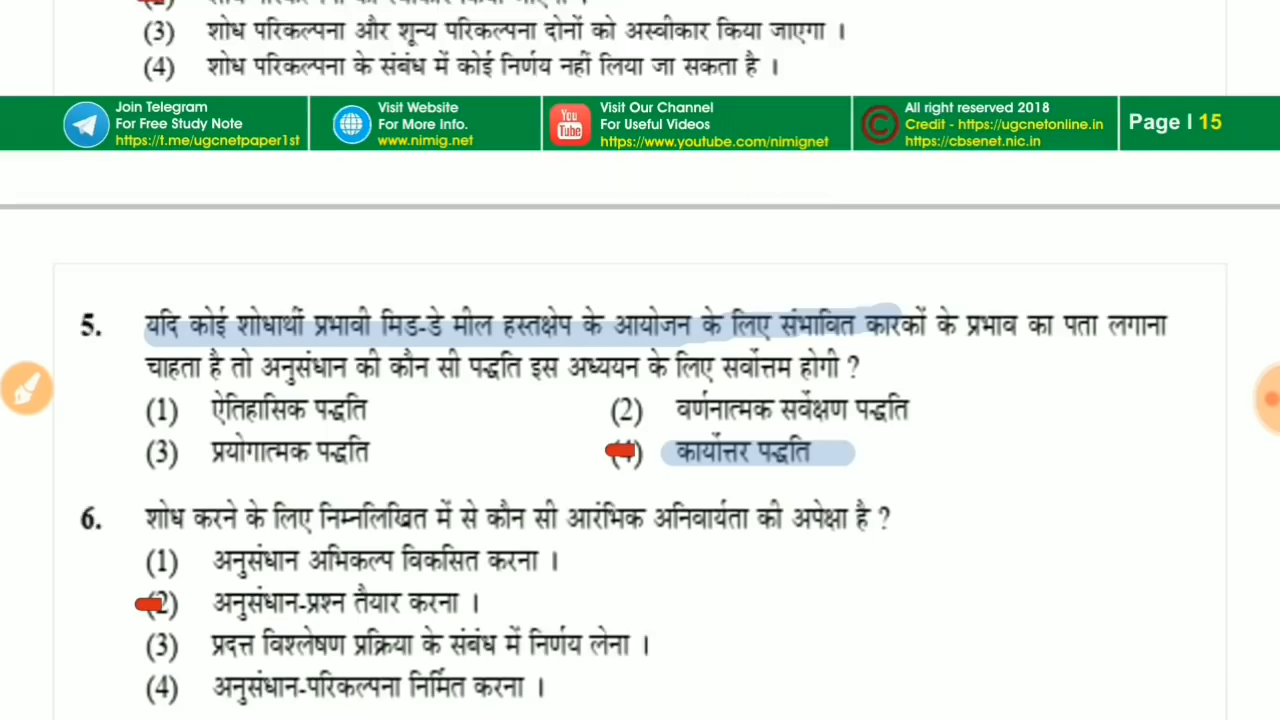 (3) शोध परिकल्पना और शून्य परिकल्पना दोनों को अस्वीकार किया जाएगा ।
(4) शोध परिकल्पना के संबंध में कोई निर्णय नहीं लिया जा सकता है ।
Join Telegram
For Free Study Note
https://t.me/ugcnetpaper1st
Visit Website
For More Info.
www.nimig.net
You
Tube
Visit Our Channel
For Useful Videos
https://www.youtube.com/nimignet
C
All right reserved 2018
Credit - https://ugcnetonline.in
https://cbsenet.nic.in
Page I 15
5. यदि कोई शोधार्थी प्रभावी मिड-डे मील हस्तक्षेप के आयोजन के लिए संभावित कारकों के प्रभाव का पता लगाना
चाहता है तो अनुसंधान की कौन सी पद्धति इस अध्ययन के लिए सर्वोत्तम होगी ?
(1) ऐतिहासिक पद्धति (2) वर्णनात्मक सर्वेक्षण पद्धति
(3) प्रयोगात्मक पद्धति (4) कार्योत्तर पद्धति
6. शोध करने के लिए निम्नलिखित में से कौन सी आरंभिक अनिवार्यता की अपेक्षा है ?
(1) अनुसंधान अभिकल्प विकसित करना ।
(2) अनुसंधान-प्रश्न तैयार करना ।
(3) प्रदत्त विश्लेषण प्रक्रिया के संबंध में निर्णय लेना ।
(4) अनुसंधान-परिकल्पना निर्मित करना ।